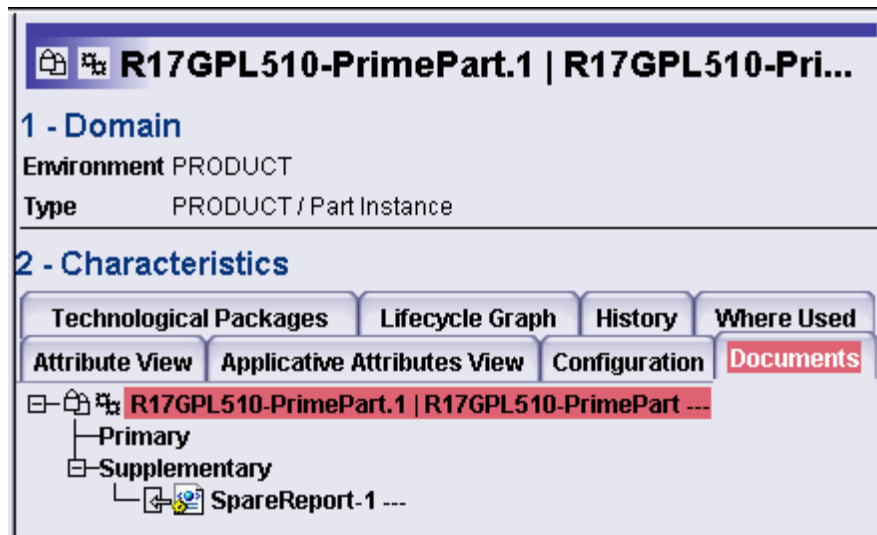 R17GPL510-PrimePart.1 | R17GPL510-Pri...
1 - Domain
Environment PRODUCT
Type PRODUCT / Part Instance
2 - Characteristics
Technological Packages Lifecycle Graph History Where Used
Attribute View Applicative Attributes View Configuration Documents
R17GPL510-PrimePart.1 | R17GPL510-PrimePart ---
Primary
Supplementary
SpareReport-1 ---